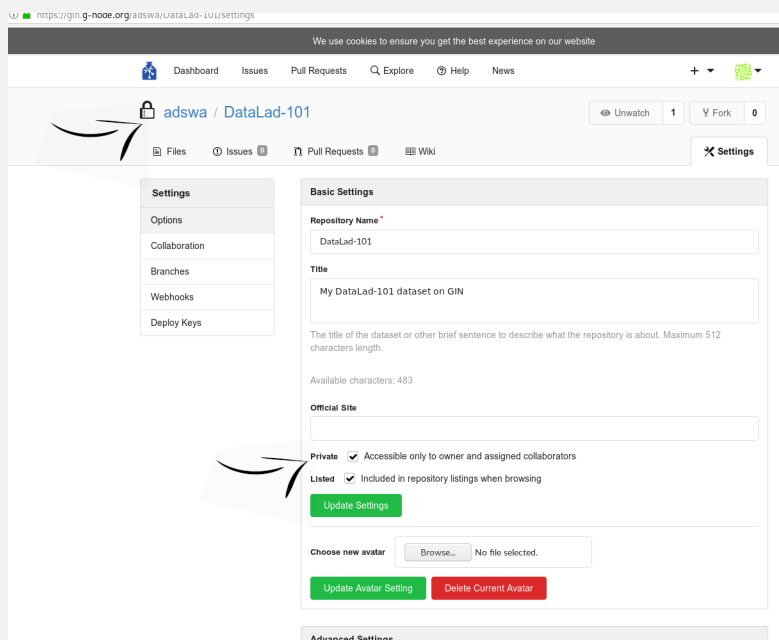 https://gin.g-node.org/adswa/DataLad-101/settings
We use cookies to ensure you get the best experience on our website
Dashboard Issues Pull Requests Explore Help News
adswa / DataLad-101 Unwatch 1 Fork 0
Files Issues 0 Pull Requests 0 Wiki Settings
Settings
Options
Collaboration
Branches
Webhooks
Deploy Keys
Basic Settings
Repository Name *
DataLad-101
Title
My DataLad-101 dataset on GIN
The title of the dataset or other brief sentence to describe what the repository is about. Maximum 512
characters length.
Available characters: 483
Official Site
Private Accessible only to owner and assigned collaborators
Listed Included in repository listings when browsing
Update Settings
Choose new avatar Browse... No file selected.
Update Avatar Setting Delete Current Avatar
Advanced Settings